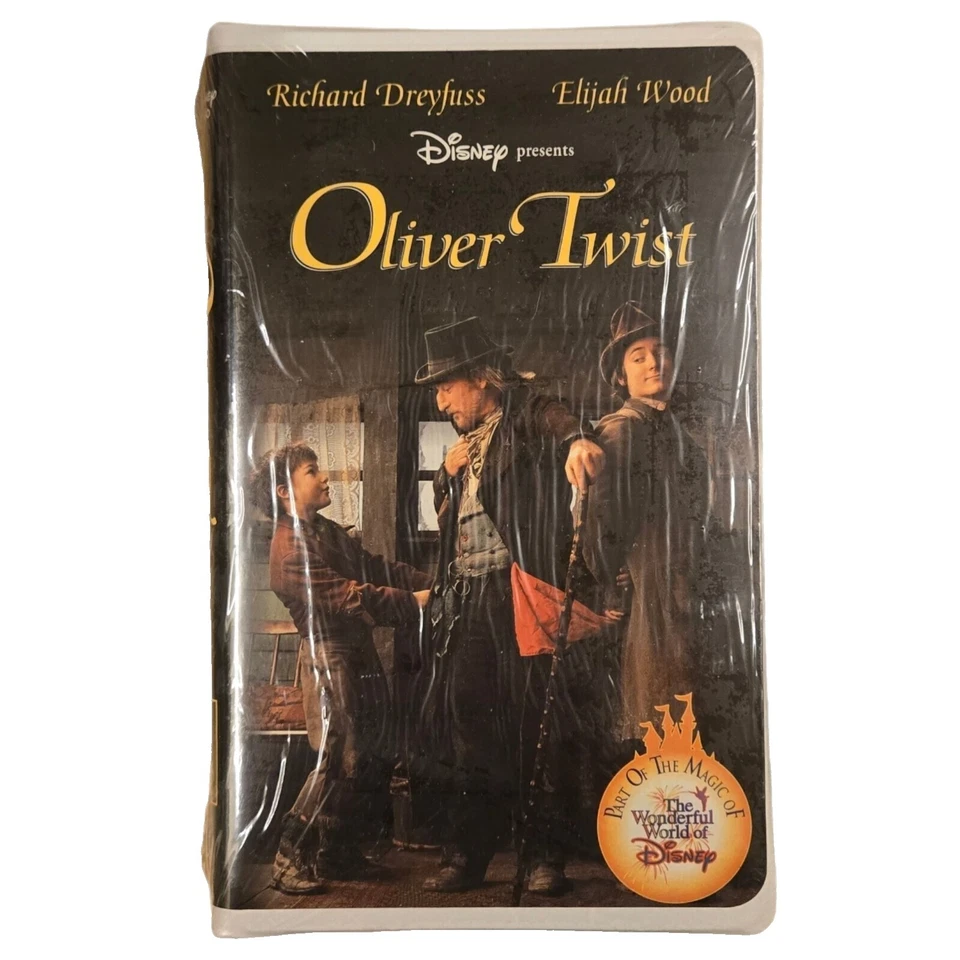 Richard Dreyfuss Elijah Wood
Disney presents
Oliver Twist
PART OF THE MAGIC OF
The
Wonderful
World of
Disney